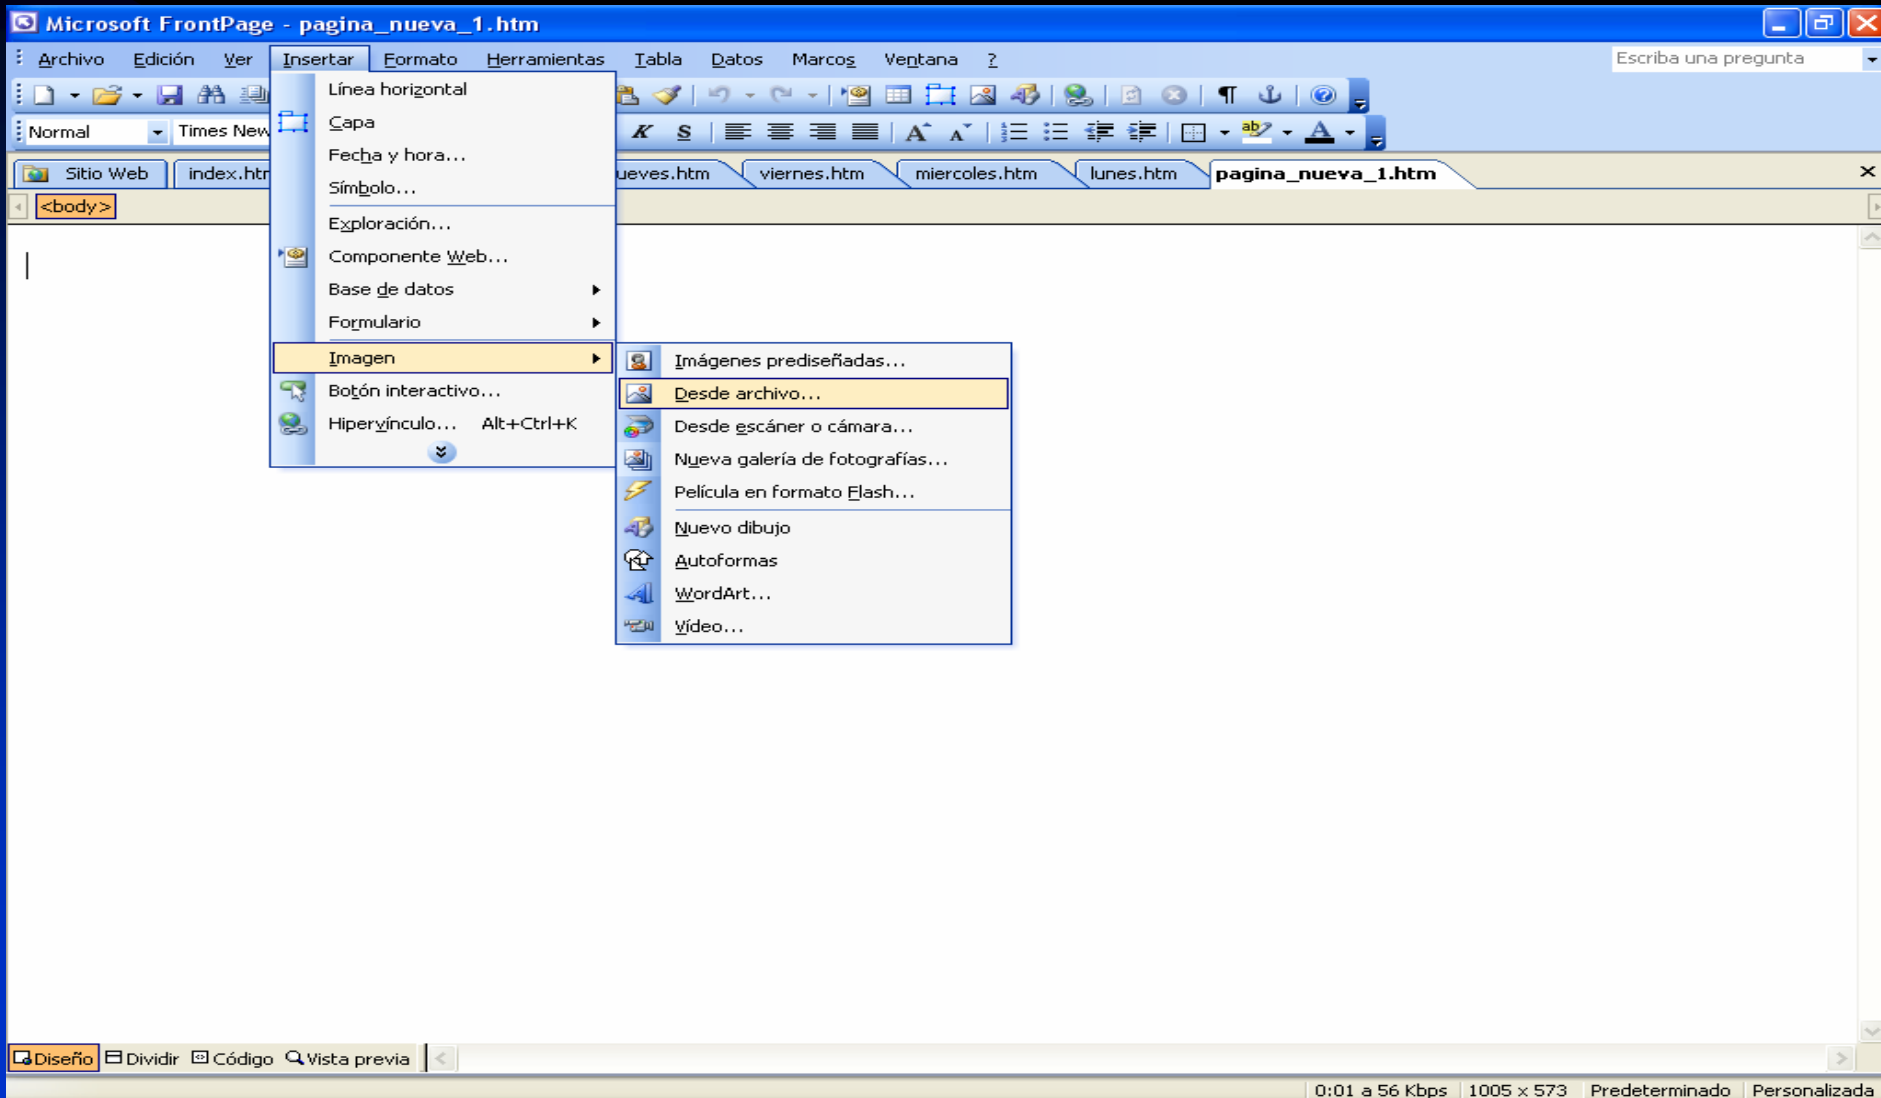 Microsoft FrontPage - pagina_nueva_1.htm
Archivo Edición Ver Insertar Formato Herramientas Tabla Datos Marcos Ventana ? Escriba una pregunta
Normal Times New K S A A ab A
Sitio Web index.htm ueves.htm viernes.htm miercoles.htm lunes.htm pagina_nueva_1.htm
<body>
Línea horizontal
Capa
Fecha y hora...
Símbolo...
Exploración...
Componente Web...
Base de datos
Formulario
Imagen
Botón interactivo...
Hipervínculo... Alt+Ctrl+K
Imágenes prediseñadas...
Desde archivo...
Desde escáner o cámara...
Nueva galería de fotografías...
Película en formato Flash...
Nuevo dibujo
Autoformas
WordArt...
Vídeo...
Diseño Dividir Código Vista previa
0:01 a 56 Kbps 1005 x 573 Predeterminado Personalizada